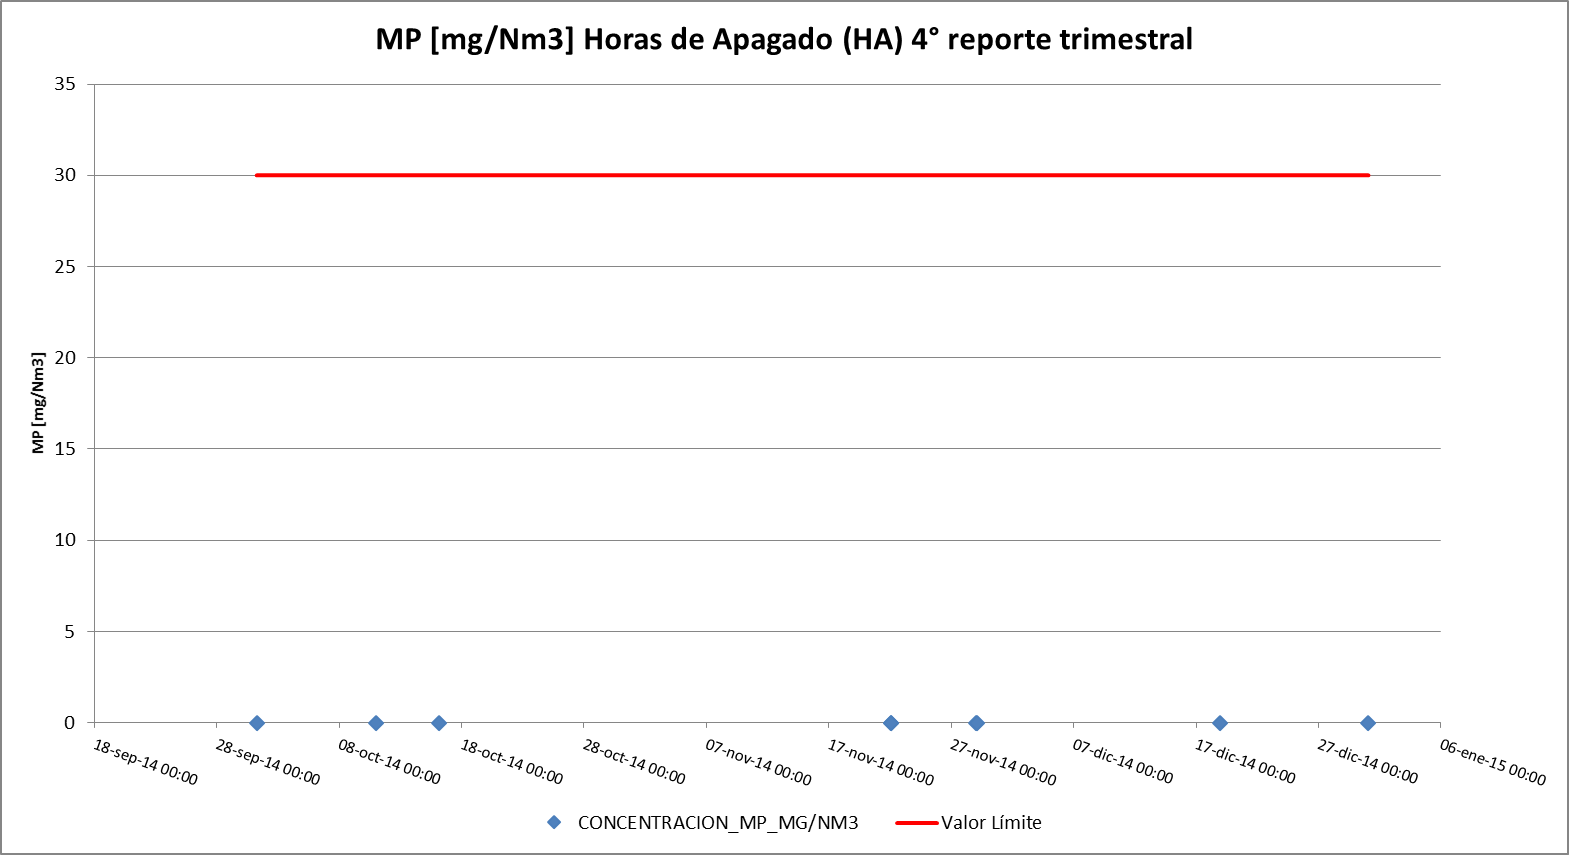 MP [mg/Nm3] Horas de Apagado (HA) 4° reporte trimestral
35
30
25
20
15
10
5
0
MP [mg/Nm3]
18-sep-14 00:00
28-sep-14 00:00
08-oct-14 00:00
18-oct-14 00:00
28-oct-14 00:00
07-nov-14 00:00
17-nov-14 00:00
27-nov-14 00:00
07-dic-14 00:00
17-dic-14 00:00
27-dic-14 00:00
06-ene-15 00:00
CONCENTRACION_MP_MG/NM3
Valor Límite